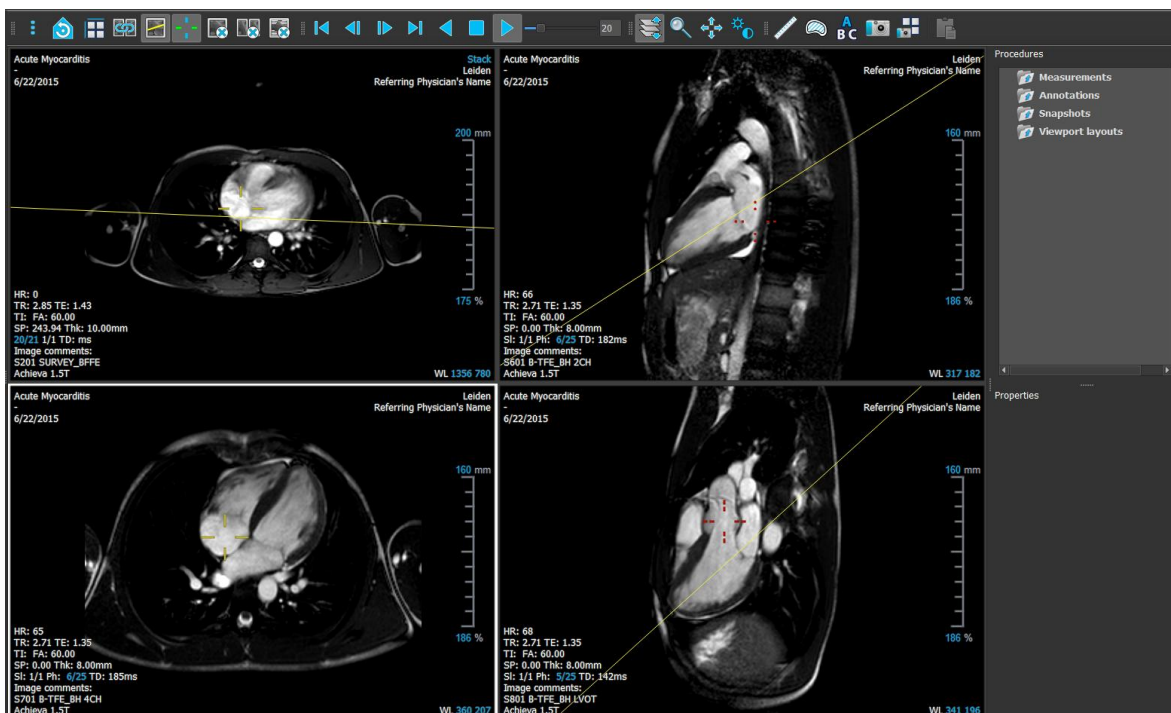 20
Acute Myocarditis
-
6/22/2015
Stack
Leiden
Referring Physician's Name
200 mm
175 %
HR: 0
TR: 2.85 TE: 1.43
TI: FA: 60.00
SP: 243.94 Thk: 10.00mm
20/21 1/1 TD: ms
Image comments:
S201 SURVEY_BFFE
Achieva 1.5T
WL 1356 780
Acute Myocarditis
-
6/22/2015
Leiden
Referring Physician's Name
160 mm
186 %
HR: 66
TR: 2.71 TE: 1.35
TI: FA: 60.00
SP: 0.00 Thk: 8.00mm
Sl: 1/1 Ph: 6/25 TD: 182ms
Image comments:
S601 B-TFE_BH 2CH
Achieva 1.5T
WL 317 182
Acute Myocarditis
-
6/22/2015
Leiden
Referring Physician's Name
160 mm
186 %
HR: 65
TR: 2.71 TE: 1.35
TI: FA: 60.00
SP: 0.00 Thk: 8.00mm
Sl: 1/1 Ph: 6/25 TD: 185ms
Image comments:
S701 B-TFE_BH 4CH
Achieva 1.5T
WL 360 207
Acute Myocarditis
-
6/22/2015
Leiden
Referring Physician's Name
160 mm
186 %
HR: 68
TR: 2.71 TE: 1.35
TI: FA: 60.00
SP: 0.00 Thk: 8.00mm
Sl: 1/1 Ph: 5/25 TD: 142ms
Image comments:
S801 B-TFE_BH LVOT
Achieva 1.5T
WL 341 196
A
B C
Procedures
Measurements
Annotations
Snapshots
Viewport layouts
Properties